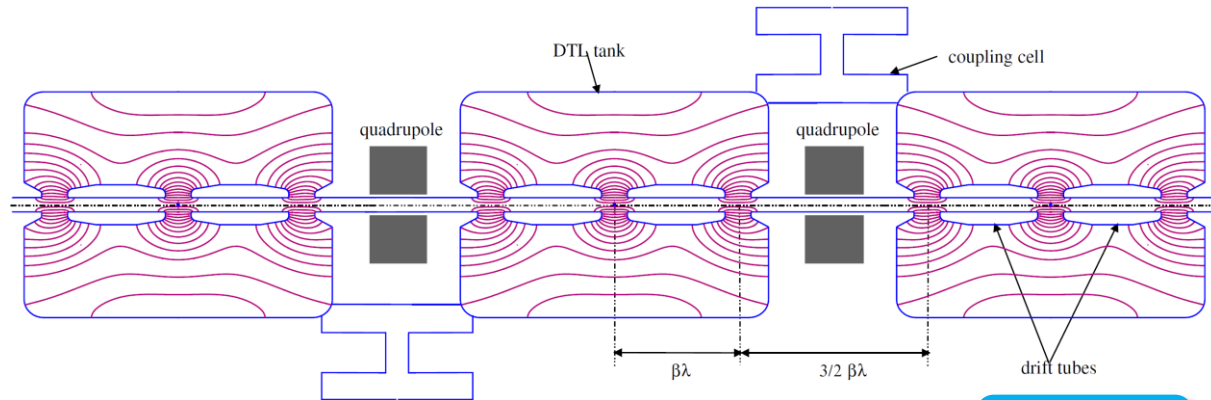 DTL tank
coupling cell
quadrupole
quadrupole
βλ
3/2 βλ
drift tubes